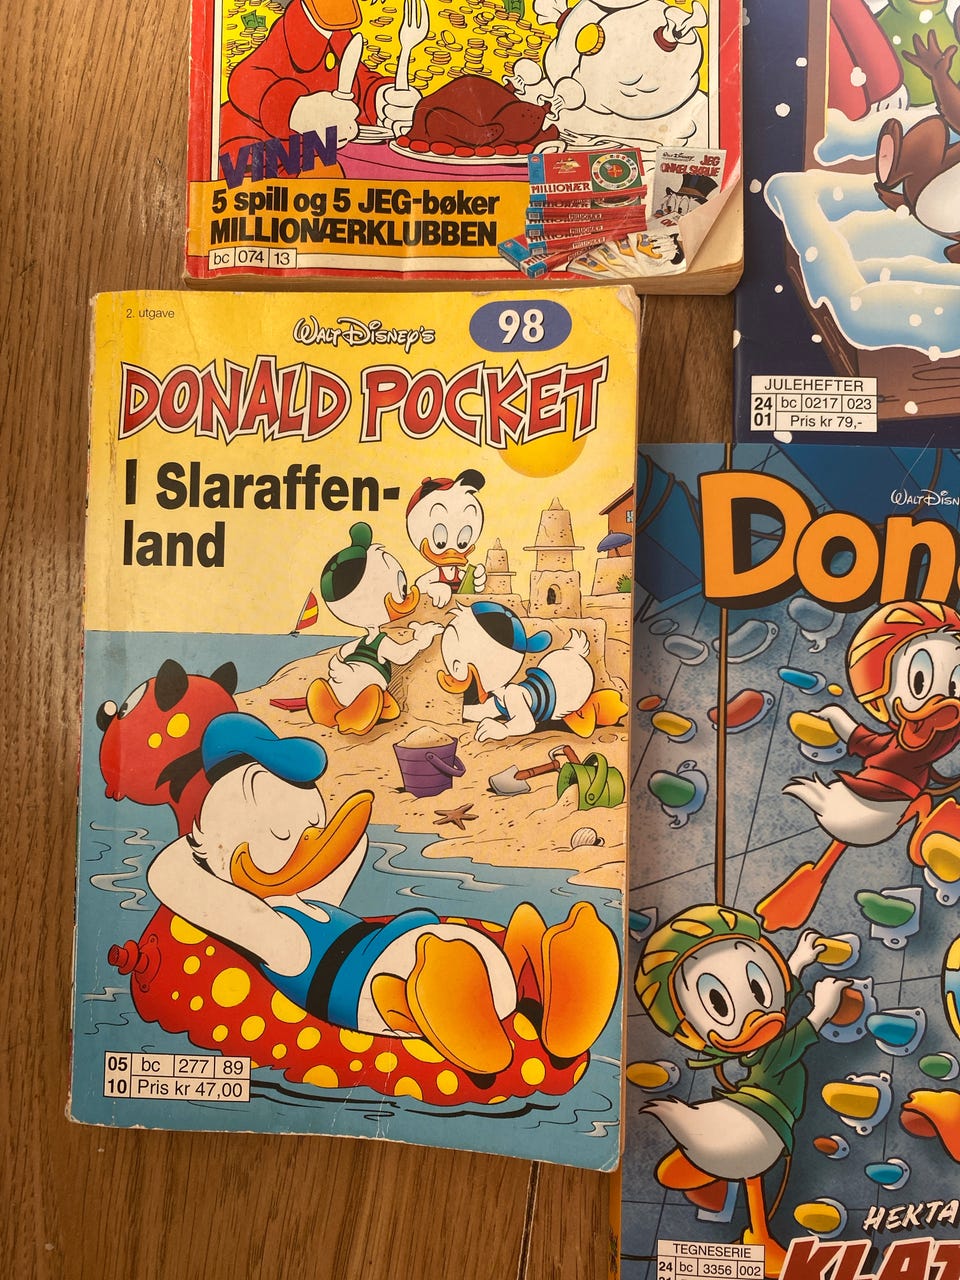 VINN
5 spill og 5 JEG-bøker
MILLIONÆRKLUBBEN
bc 074 13
MILLIONÆR
JEG
ONKEL SKRUE
2. utgave
WALT DISNEY'S
98
DONALD POCKET
I Slaraffen-
land
05 bc 277 89
10 Pris kr 47,00
JULEHEFTER
24 bc 0217 023
01 Pris kr 79,-
WALT DISN
Don
HEKTA
KLAT
TEGNESERIE
24 bc 3356 002